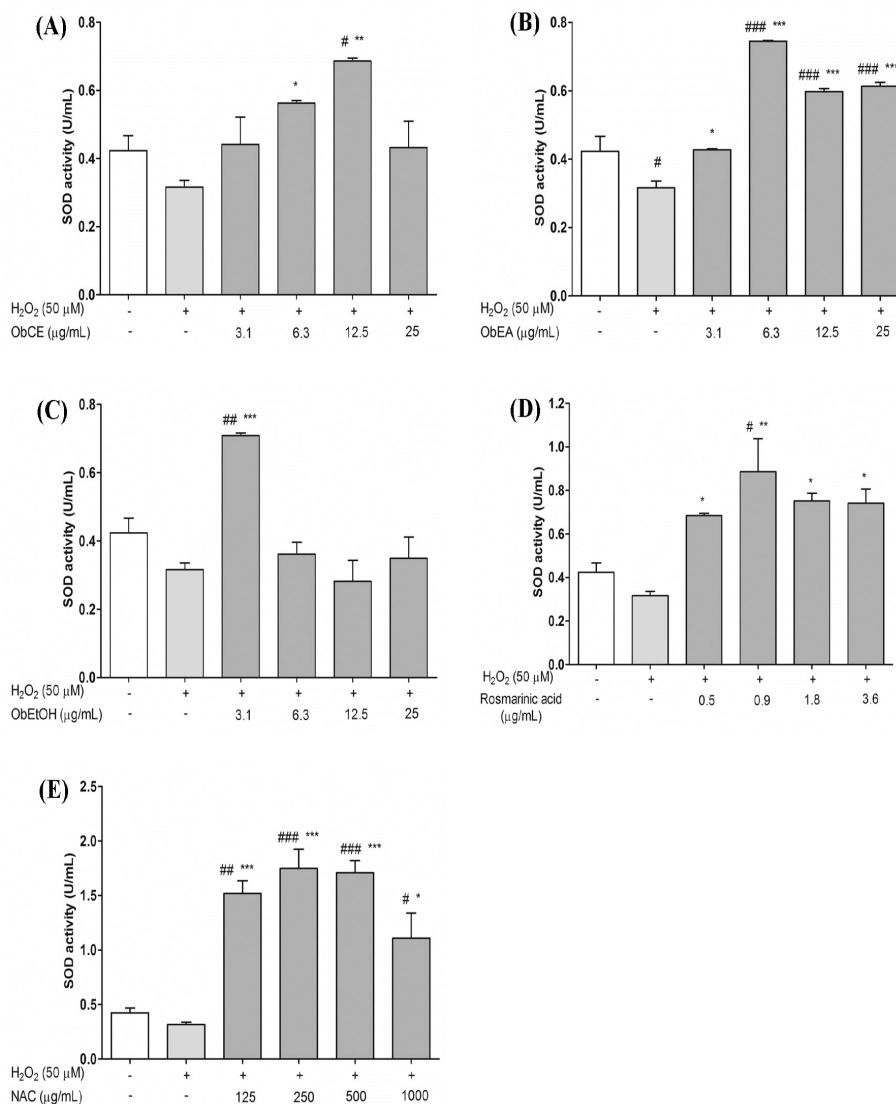 (A)
SOD activity (U/mL)
0.8
0.6
0.4
0.2
0.0
*
# **
H₂O₂ (50 μM) - + + + + +
ObCE (μg/mL) - - 3.1 6.3 12.5 25
(B)
SOD activity (U/mL)
0.8
0.6
0.4
0.2
0.0
#
*
### ***
### ***
### ***
H₂O₂ (50 μM) - + + + + +
ObEA (μg/mL) - - 3.1 6.3 12.5 25
(C)
SOD activity (U/mL)
0.8
0.6
0.4
0.2
0.0
## ***
H₂O₂ (50 μM) - + + + + +
ObEtOH (μg/mL) - - 3.1 6.3 12.5 25
(D)
SOD activity (U/mL)
1.2
1.0
0.8
0.6
0.4
0.2
0.0
*
# **
*
*
H₂O₂ (50 μM) - + + + + +
Rosmarinic acid - - 0.5 0.9 1.8 3.6
(μg/mL)
(E)
SOD activity (U/mL)
2.5
2.0
1.5
1.0
0.5
0.0
## ***
### ***
### ***
# *
H₂O₂ (50 μM) - + + + + +
NAC (μg/mL) - - 125 250 500 1000